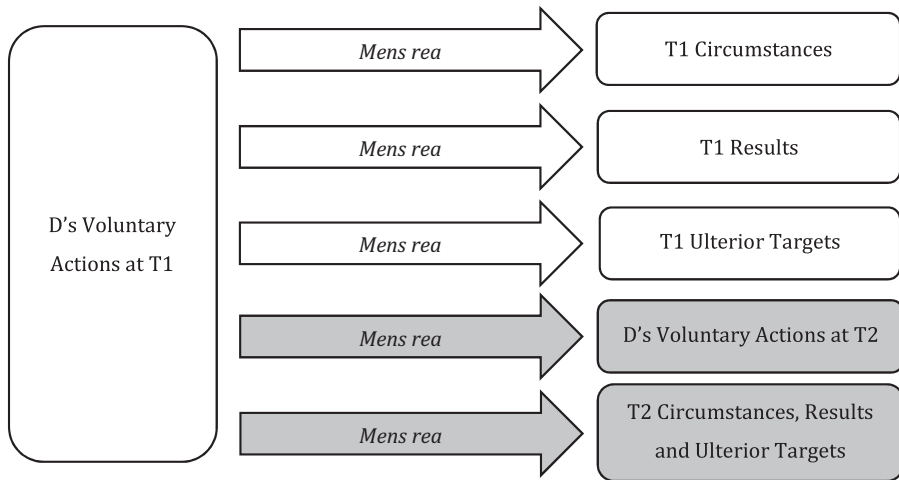 D’s Voluntary
Actions at T1
Mens rea
T1 Circumstances
Mens rea
T1 Results
Mens rea
T1 Ulterior Targets
Mens rea
D’s Voluntary Actions at T2
Mens rea
T2 Circumstances, Results
and Ulterior Targets